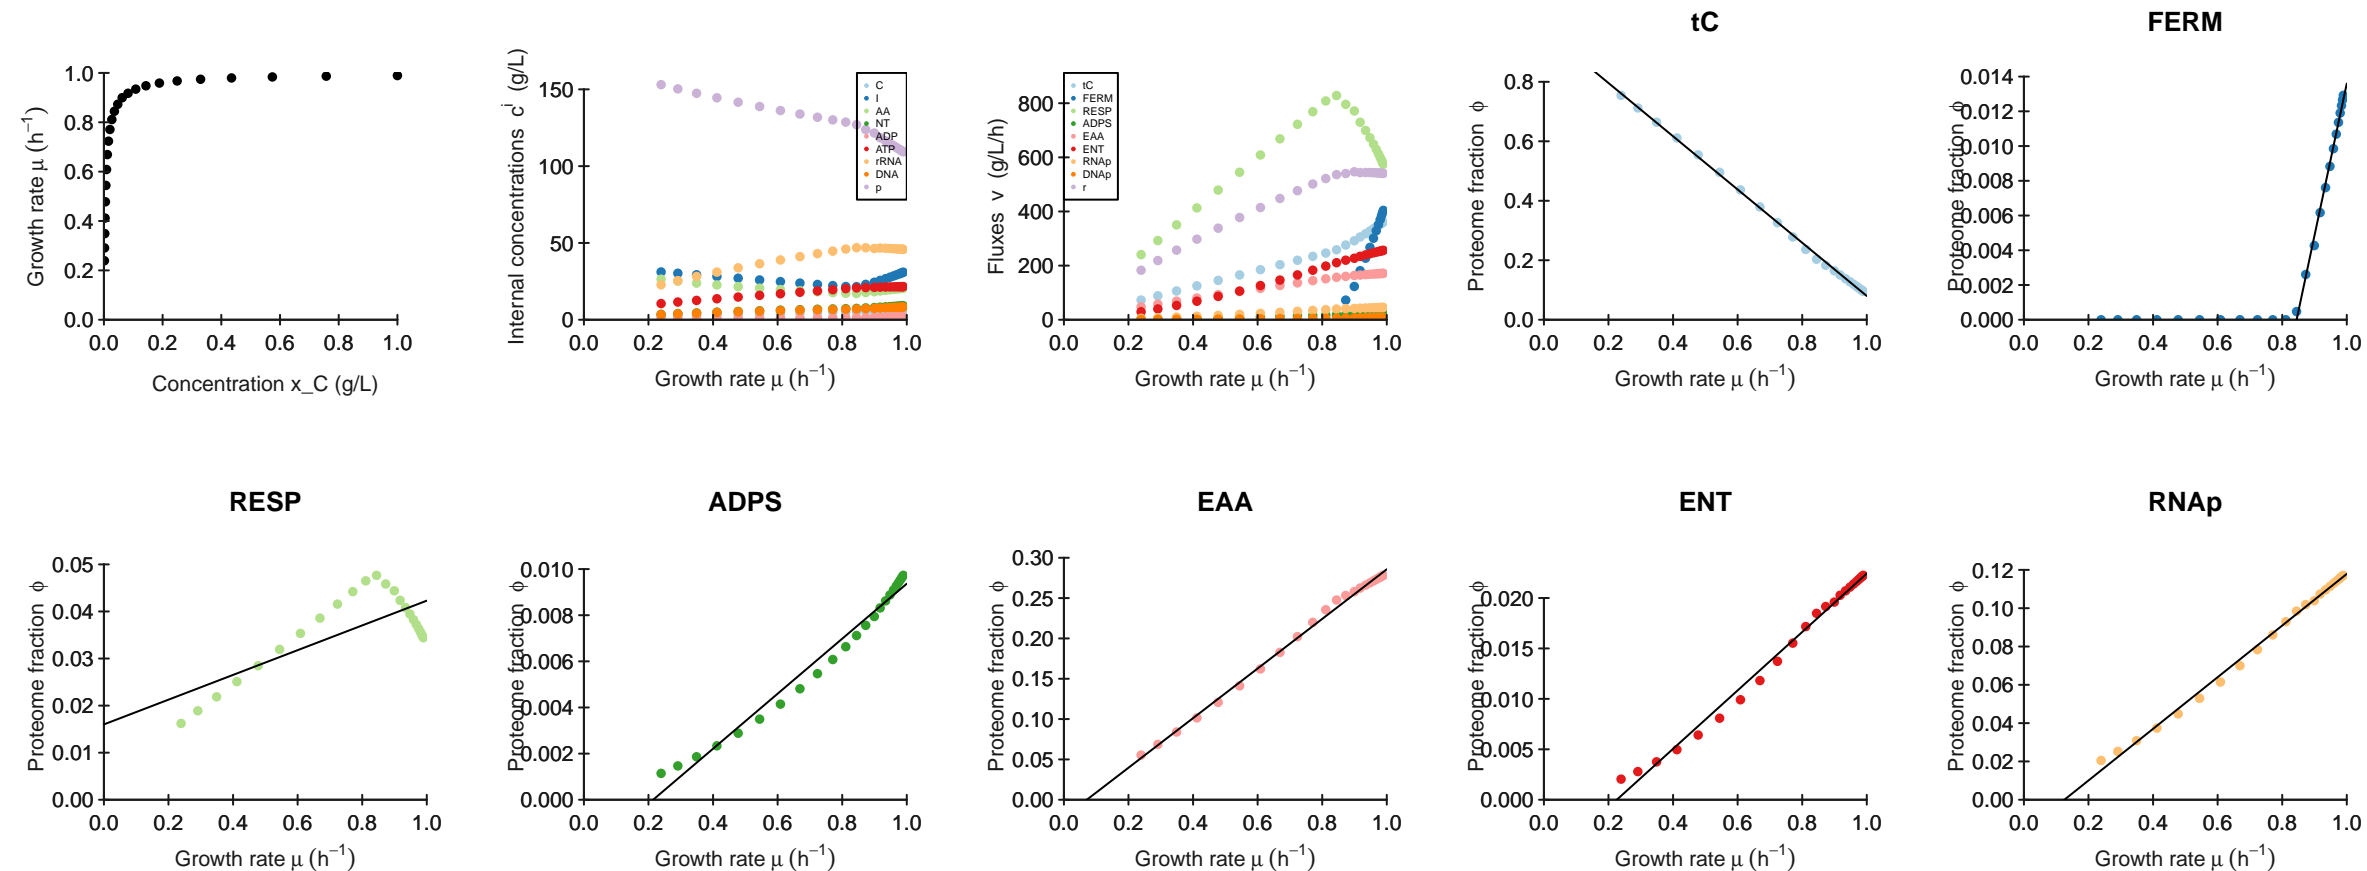 tC
FERM
Growth rate μ (h⁻¹)
1.0
0.8
0.6
0.4
0.2
0.0
0.0 0.2 0.4 0.6 0.8 1.0
Concentration x_C (g/L)
Internal concentrations cⁱ (g/L)
150
100
50
0
C
I
AA
NT
ADP
ATP
rRNA
DNA
p
0.0 0.2 0.4 0.6 0.8 1.0
Growth rate μ (h⁻¹)
Fluxes v (g/L/h)
800
600
400
200
0
tC
FERM
RESP
ADPS
EAA
ENT
RNAp
DNAp
r
0.0 0.2 0.4 0.6 0.8 1.0
Growth rate μ (h⁻¹)
Proteome fraction ϕ
0.8
0.6
0.4
0.2
0.0
0.0 0.2 0.4 0.6 0.8 1.0
Growth rate μ (h⁻¹)
Proteome fraction ϕ
0.014
0.012
0.010
0.008
0.006
0.004
0.002
0.000
0.0 0.2 0.4 0.6 0.8 1.0
Growth rate μ (h⁻¹)
RESP
Proteome fraction ϕ
0.05
0.04
0.03
0.02
0.01
0.00
0.0 0.2 0.4 0.6 0.8 1.0
Growth rate μ (h⁻¹)
ADPS
Proteome fraction ϕ
0.010
0.008
0.006
0.004
0.002
0.000
0.0 0.2 0.4 0.6 0.8 1.0
Growth rate μ (h⁻¹)
EAA
Proteome fraction ϕ
0.30
0.25
0.20
0.15
0.10
0.05
0.00
0.0 0.2 0.4 0.6 0.8 1.0
Growth rate μ (h⁻¹)
ENT
Proteome fraction ϕ
0.020
0.015
0.010
0.005
0.000
0.0 0.2 0.4 0.6 0.8 1.0
Growth rate μ (h⁻¹)
RNAp
Proteome fraction ϕ
0.12
0.10
0.08
0.06
0.04
0.02
0.00
0.0 0.2 0.4 0.6 0.8 1.0
Growth rate μ (h⁻¹)